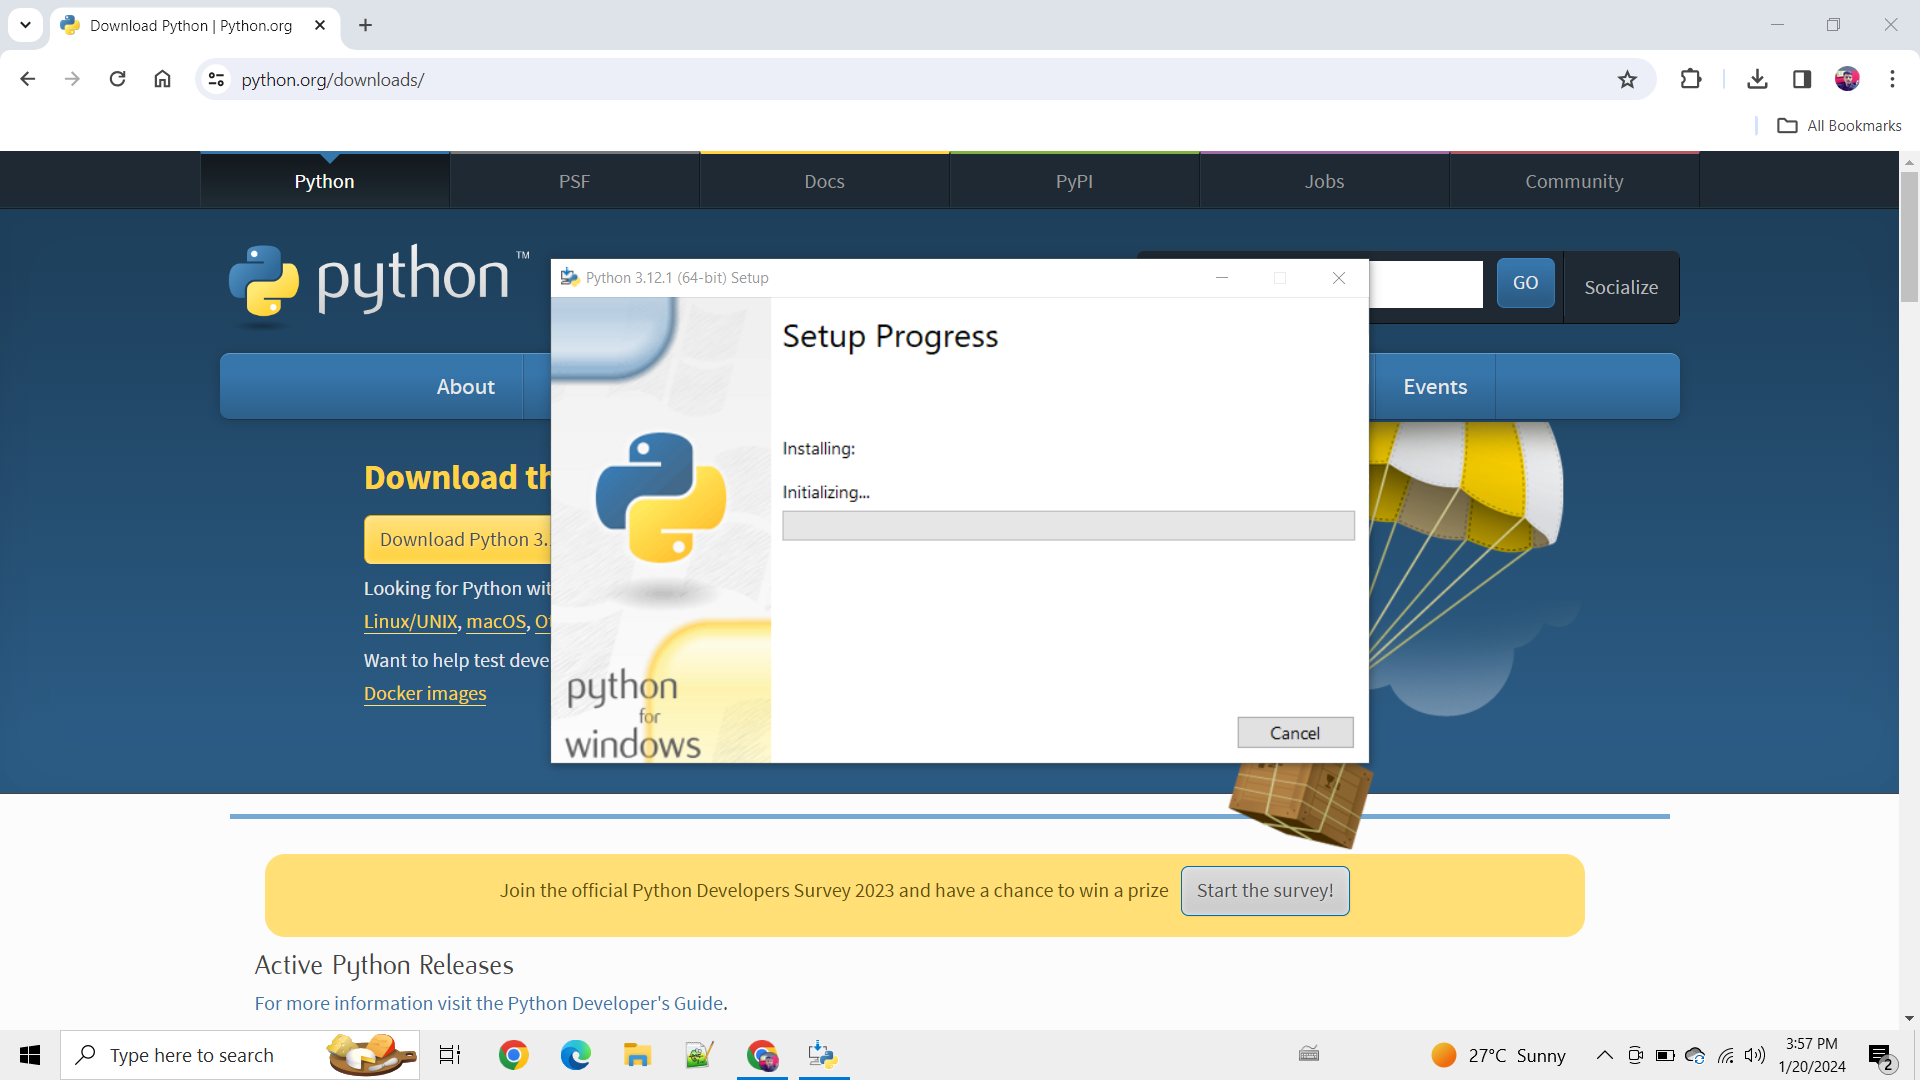 Download Python | Python.org
python.org/downloads/
All Bookmarks
Python
PSF
Docs
PyPI
Jobs
Community
python™
GO
Socialize
About
Events
Python 3.12.1 (64-bit) Setup
Setup Progress
Installing:
Initializing...
Cancel
python
for
windows
Download
Download Python 3.
Looking for Python
Linux/UNIX, macOS,
Want to help test
Docker images
Join the official Python Developers Survey 2023 and have a chance to win a prize
Start the survey!
Active Python Releases
For more information visit the Python Developer's Guide.
Type here to search
27°C Sunny
3:57 PM
1/20/2024
2